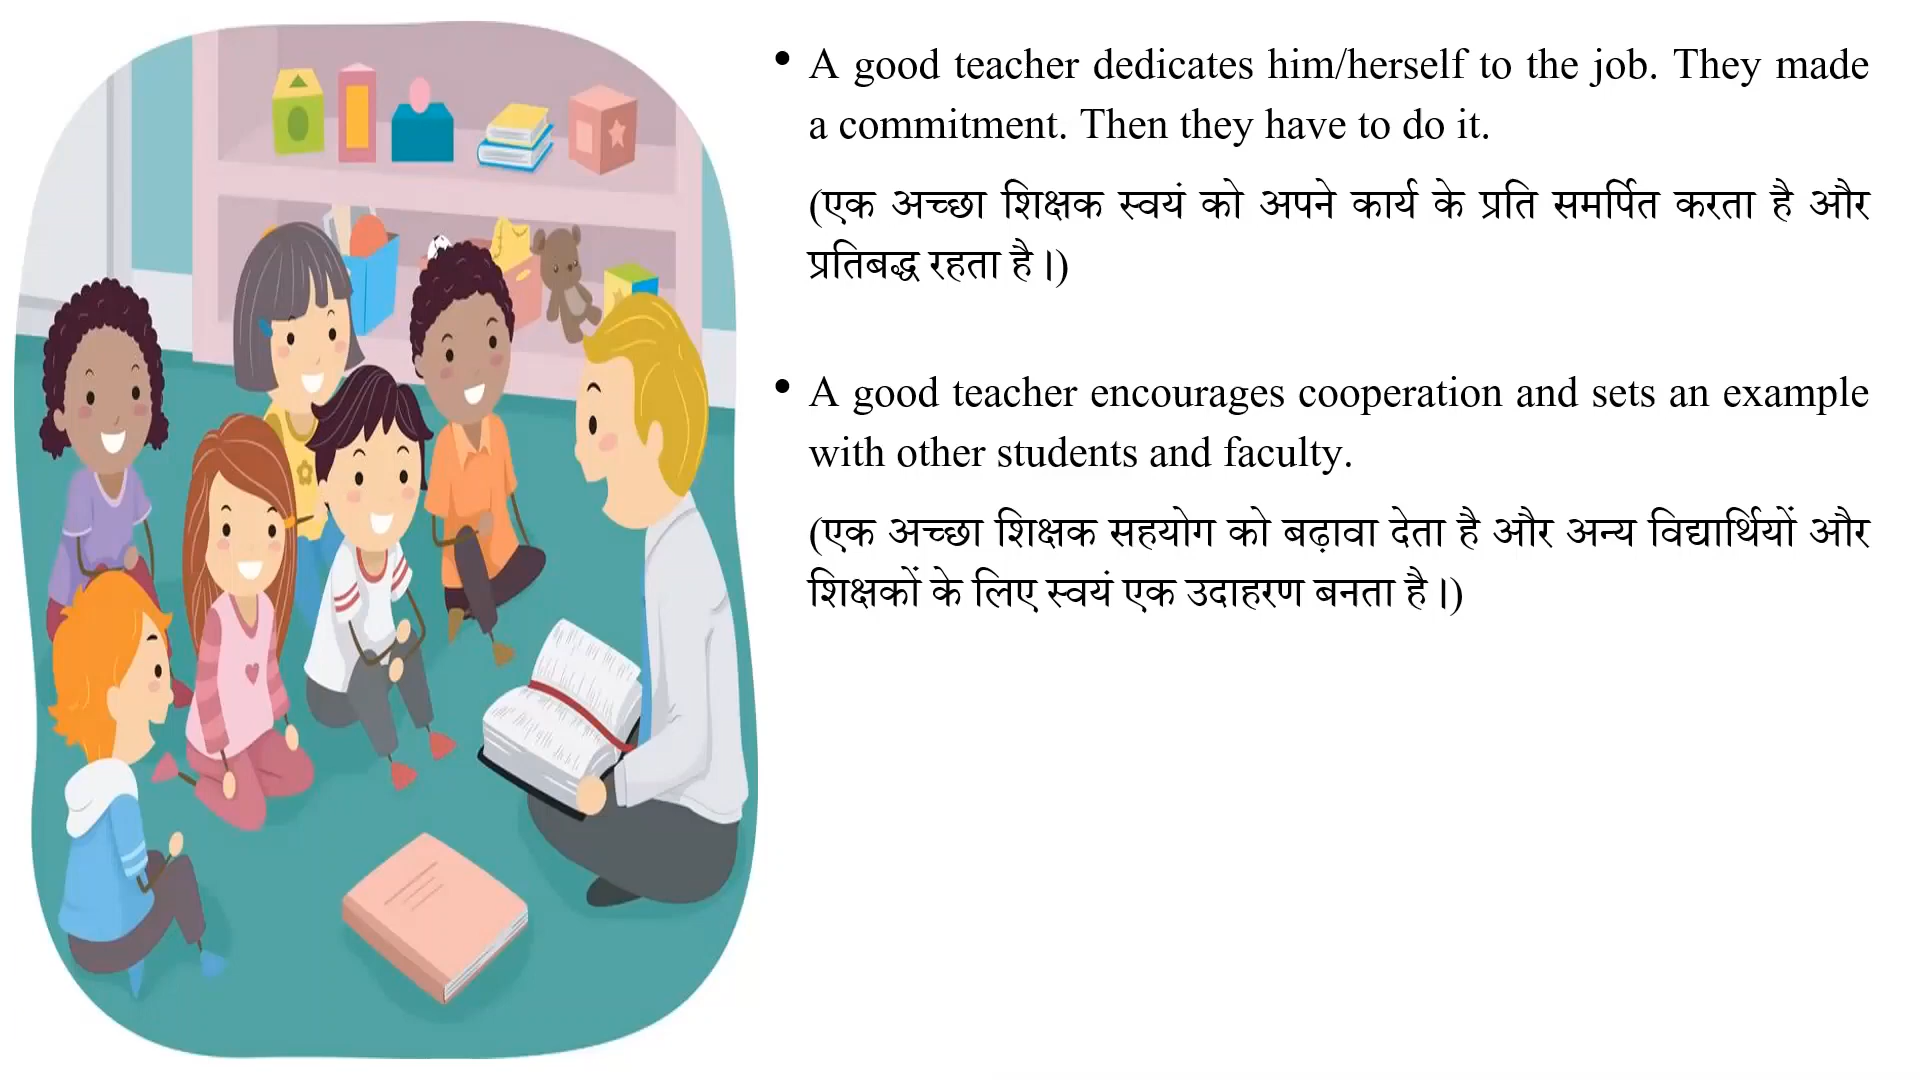 • A good teacher dedicates him/herself to the job. They made
a commitment. Then they have to do it.
(एक अच्छा शिक्षक स्वयं को अपने कार्य के प्रति समर्पित करता है और
प्रतिबद्ध रहता है।)
• A good teacher encourages cooperation and sets an example
with other students and faculty.
(एक अच्छा शिक्षक सहयोग को बढ़ावा देता है और अन्य विद्यार्थियों और
शिक्षकों के लिए स्वयं एक उदाहरण बनता है।)